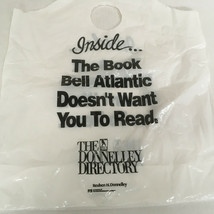 Inside...
The Book
Bell Atlantic
Doesn't Want
You To Read.
THE
DONNELLEY
DIRECTORY
Reuben H. Donnelley